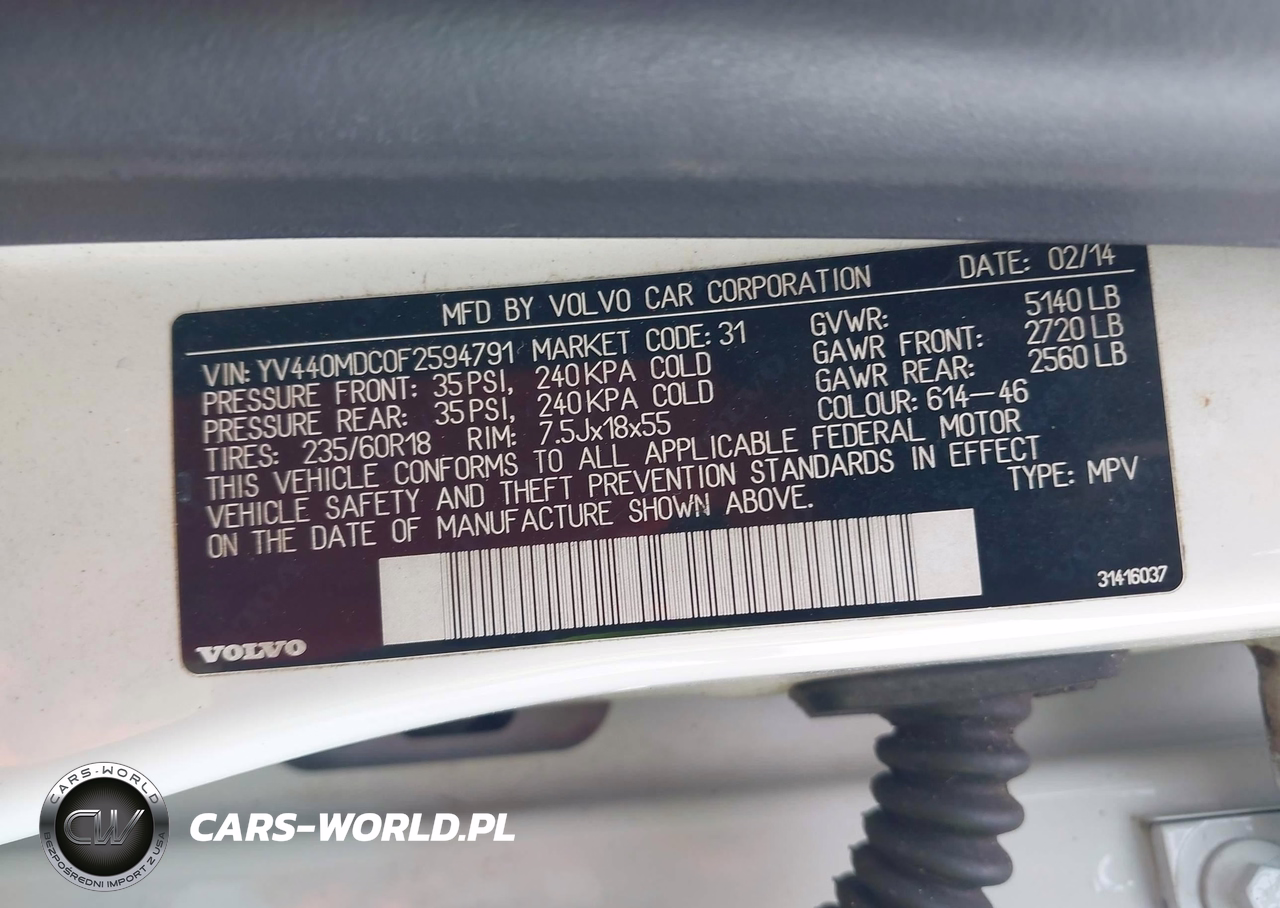 MFD BY VOLVO CAR CORPORATION DATE: 02/14
VIN: YV440MDC0F2594791 MARKET CODE: 31 GVWR: 5140 LB
PRESSURE FRONT: 35 PSI, 240 KPA COLD GAWR FRONT: 2720 LB
PRESSURE REAR: 35 PSI, 240 KPA COLD GAWR REAR: 2560 LB
TIRES: 235/60R18 RIM: 7.5Jx18x55 COLOUR: 614-46
THIS VEHICLE CONFORMS TO ALL APPLICABLE FEDERAL MOTOR
VEHICLE SAFETY AND THEFT PREVENTION STANDARDS IN EFFECT
ON THE DATE OF MANUFACTURE SHOWN ABOVE. TYPE: MPV
31416037
VOLVO
CARS-WORLD
CW
BEZPOŚREDNI IMPORT Z USA
CARS-WORLD.PL